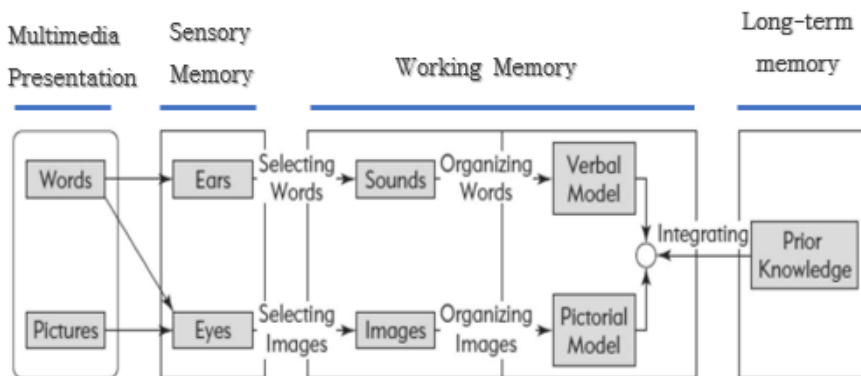 Multimedia
Presentation
Sensory
Memory
Working Memory
Long-term
memory
Words
Ears
Selecting
Words
Sounds
Organizing
Words
Verbal
Model
Integrating
Prior
Knowledge
Pictures
Eyes
Selecting
Images
Images
Organizing
Images
Pictorial
Model